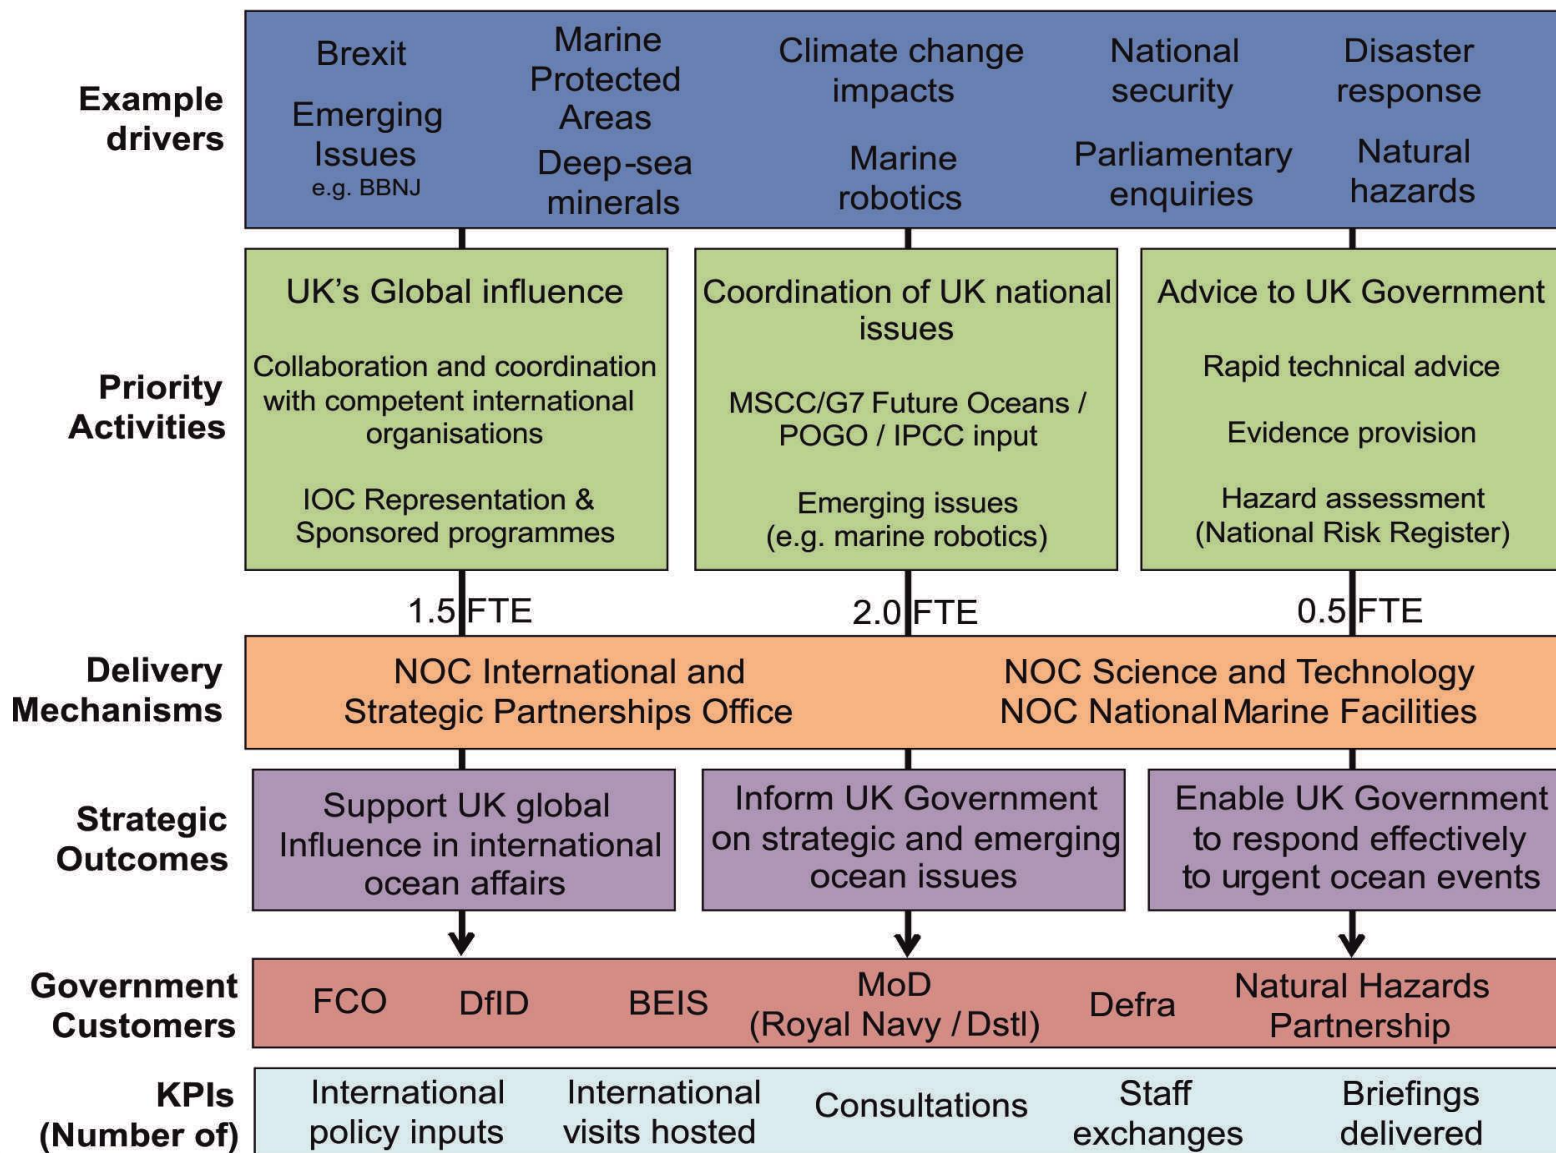 Example
drivers
Brexit
Emerging
Issues
e.g. BBNJ
Marine
Protected
Areas
Deep-sea
minerals
Climate change
impacts
Marine
robotics
National
security
Parliamentary
enquiries
Disaster
response
Natural
hazards
Priority
Activities
UK's Global influence
Collaboration and coordination
with competent international
organisations
IOC Representation &
Sponsored programmes
Coordination of UK national
issues
MSCC/G7 Future Oceans /
POGO / IPCC input
Emerging issues
(e.g. marine robotics)
Advice to UK Government
Rapid technical advice
Evidence provision
Hazard assessment
(National Risk Register)
1.5 FTE
2.0 FTE
0.5 FTE
Delivery
Mechanisms
NOC International and
Strategic Partnerships Office
NOC Science and Technology
NOC National Marine Facilities
Strategic
Outcomes
Support UK global
Influence in international
ocean affairs
Inform UK Government
on strategic and emerging
ocean issues
Enable UK Government
to respond effectively
to urgent ocean events
Government
Customers
FCO
DfID
BEIS
MoD
(Royal Navy / Dstl)
Defra
Natural Hazards
Partnership
KPIs
(Number of)
International
policy inputs
International
visits hosted
Consultations
Staff
exchanges
Briefings
delivered